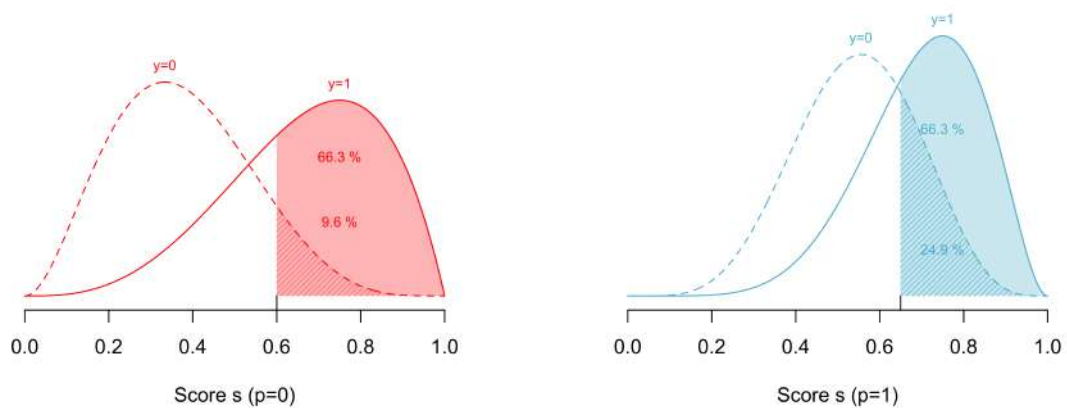 y=0
y=1
66.3 %
9.6 %
0.0 0.2 0.4 0.6 0.8 1.0
Score s (p=0)
y=1
y=0
66.3 %
24.9 %
0.0 0.2 0.4 0.6 0.8 1.0
Score s (p=1)